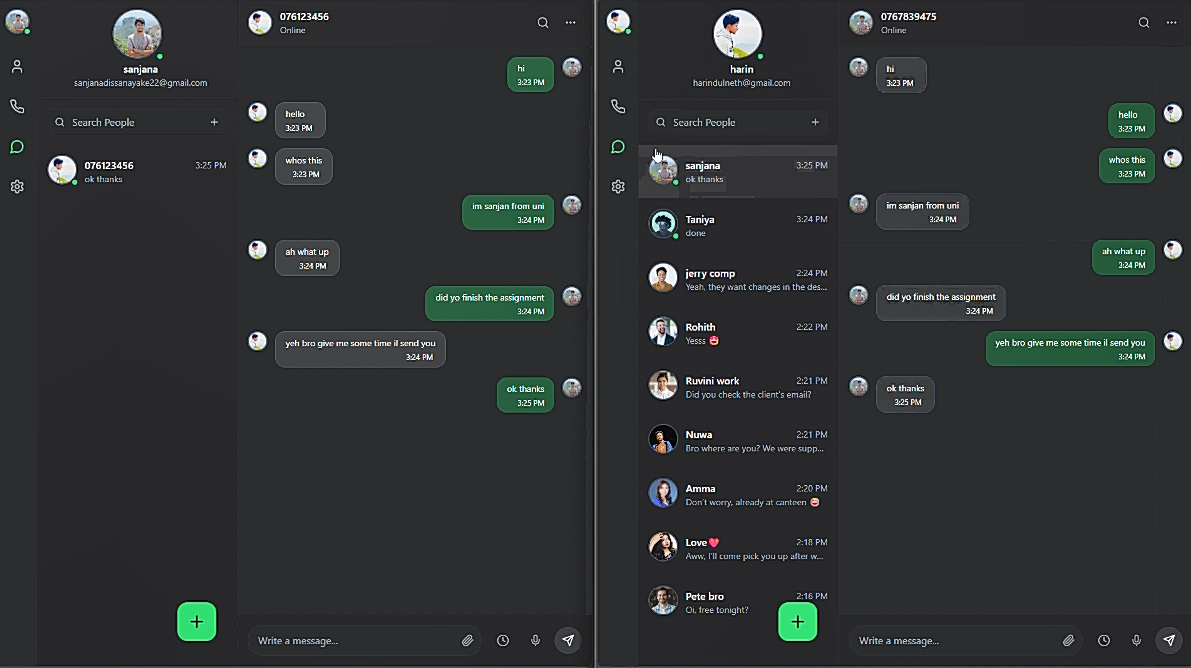 sanjana
sanjanadissanayake22@gmail.com
Search People
076123456
3:25 PM
ok thanks
076123456
Online
hi
3:23 PM
hello
3:23 PM
whos this
3:23 PM
im sanjan from uni
3:24 PM
ah what up
3:24 PM
did yo finish the assignment
3:24 PM
yeh bro give me some time il send you
3:24 PM
ok thanks
3:25 PM
Write a message...
harin
harindulneth@gmail.com
Search People
sanjana
3:25 PM
ok thanks
Taniya
3:24 PM
done
jerry comp
2:24 PM
Yeah, they want changes in the des...
Rohith
2:22 PM
Yesss 🤩
Ruvini work
2:21 PM
Did you check the client's email?
Nuwa
2:21 PM
Bro where are you? We were supp...
Amma
2:20 PM
Don't worry, already at canteen 😄
Love❤️
2:18 PM
Aww, I'll come pick you up after w...
Pete bro
2:16 PM
Oi, free tonight?
0767839475
Online
hi
3:23 PM
hello
3:23 PM
whos this
3:23 PM
im sanjan from uni
3:24 PM
ah what up
3:24 PM
did yo finish the assignment
3:24 PM
yeh bro give me some time il send you
3:24 PM
ok thanks
3:25 PM
Write a message...